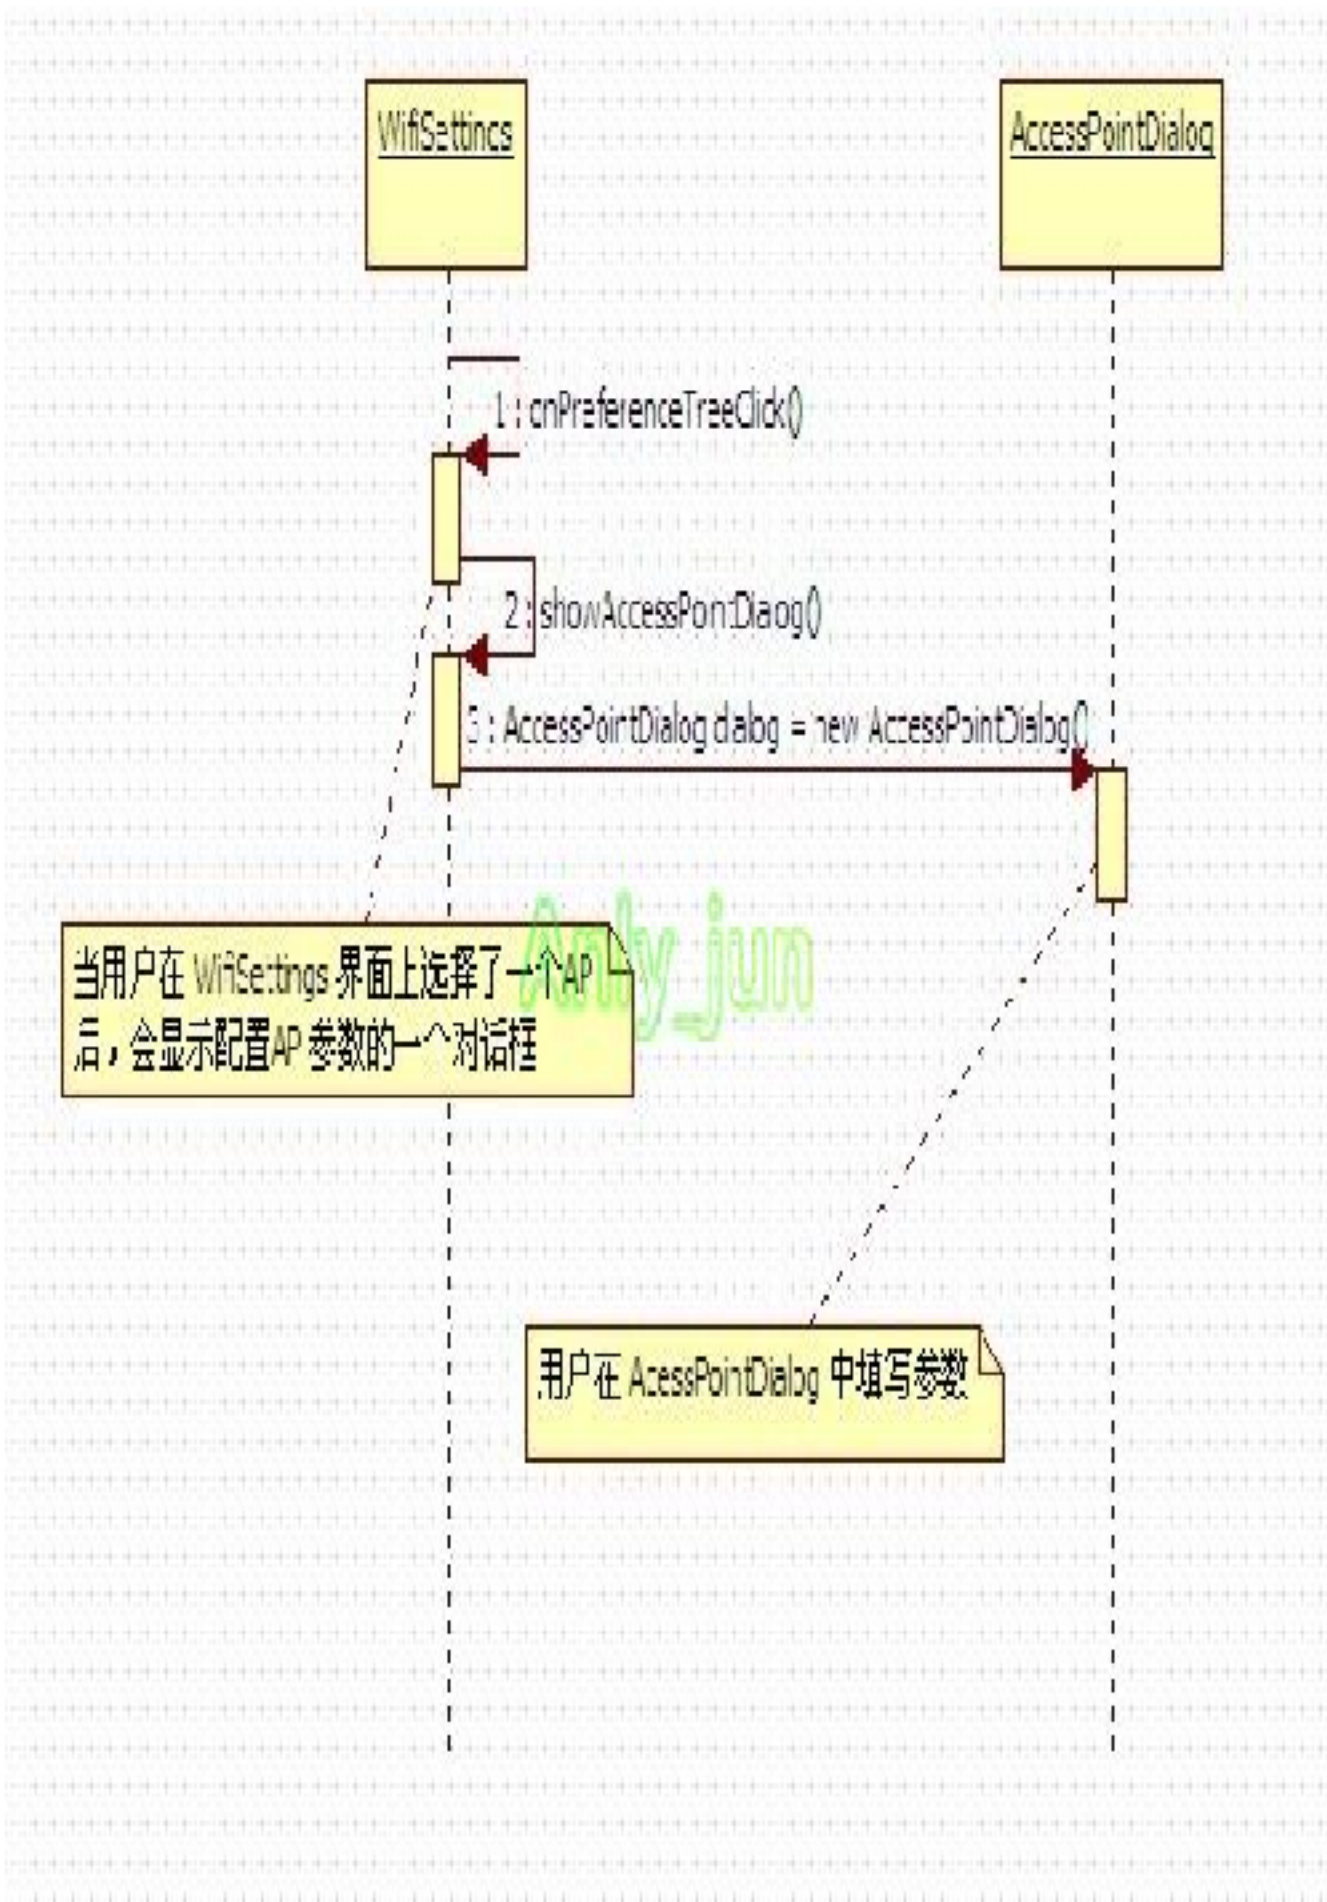 WifiSettings
AccessPointDialog
1 : onPreferenceTreeClick()
2 : showAccessPointDialog()
3 : AccessPointDialog dialog = new AccessPointDialog()
Anly_jun
当用户在 WifiSettings 界面上选择了一个AP
后，会显示配置AP 参数的一个对话框
用户在 AcessPointDialog 中填写参数